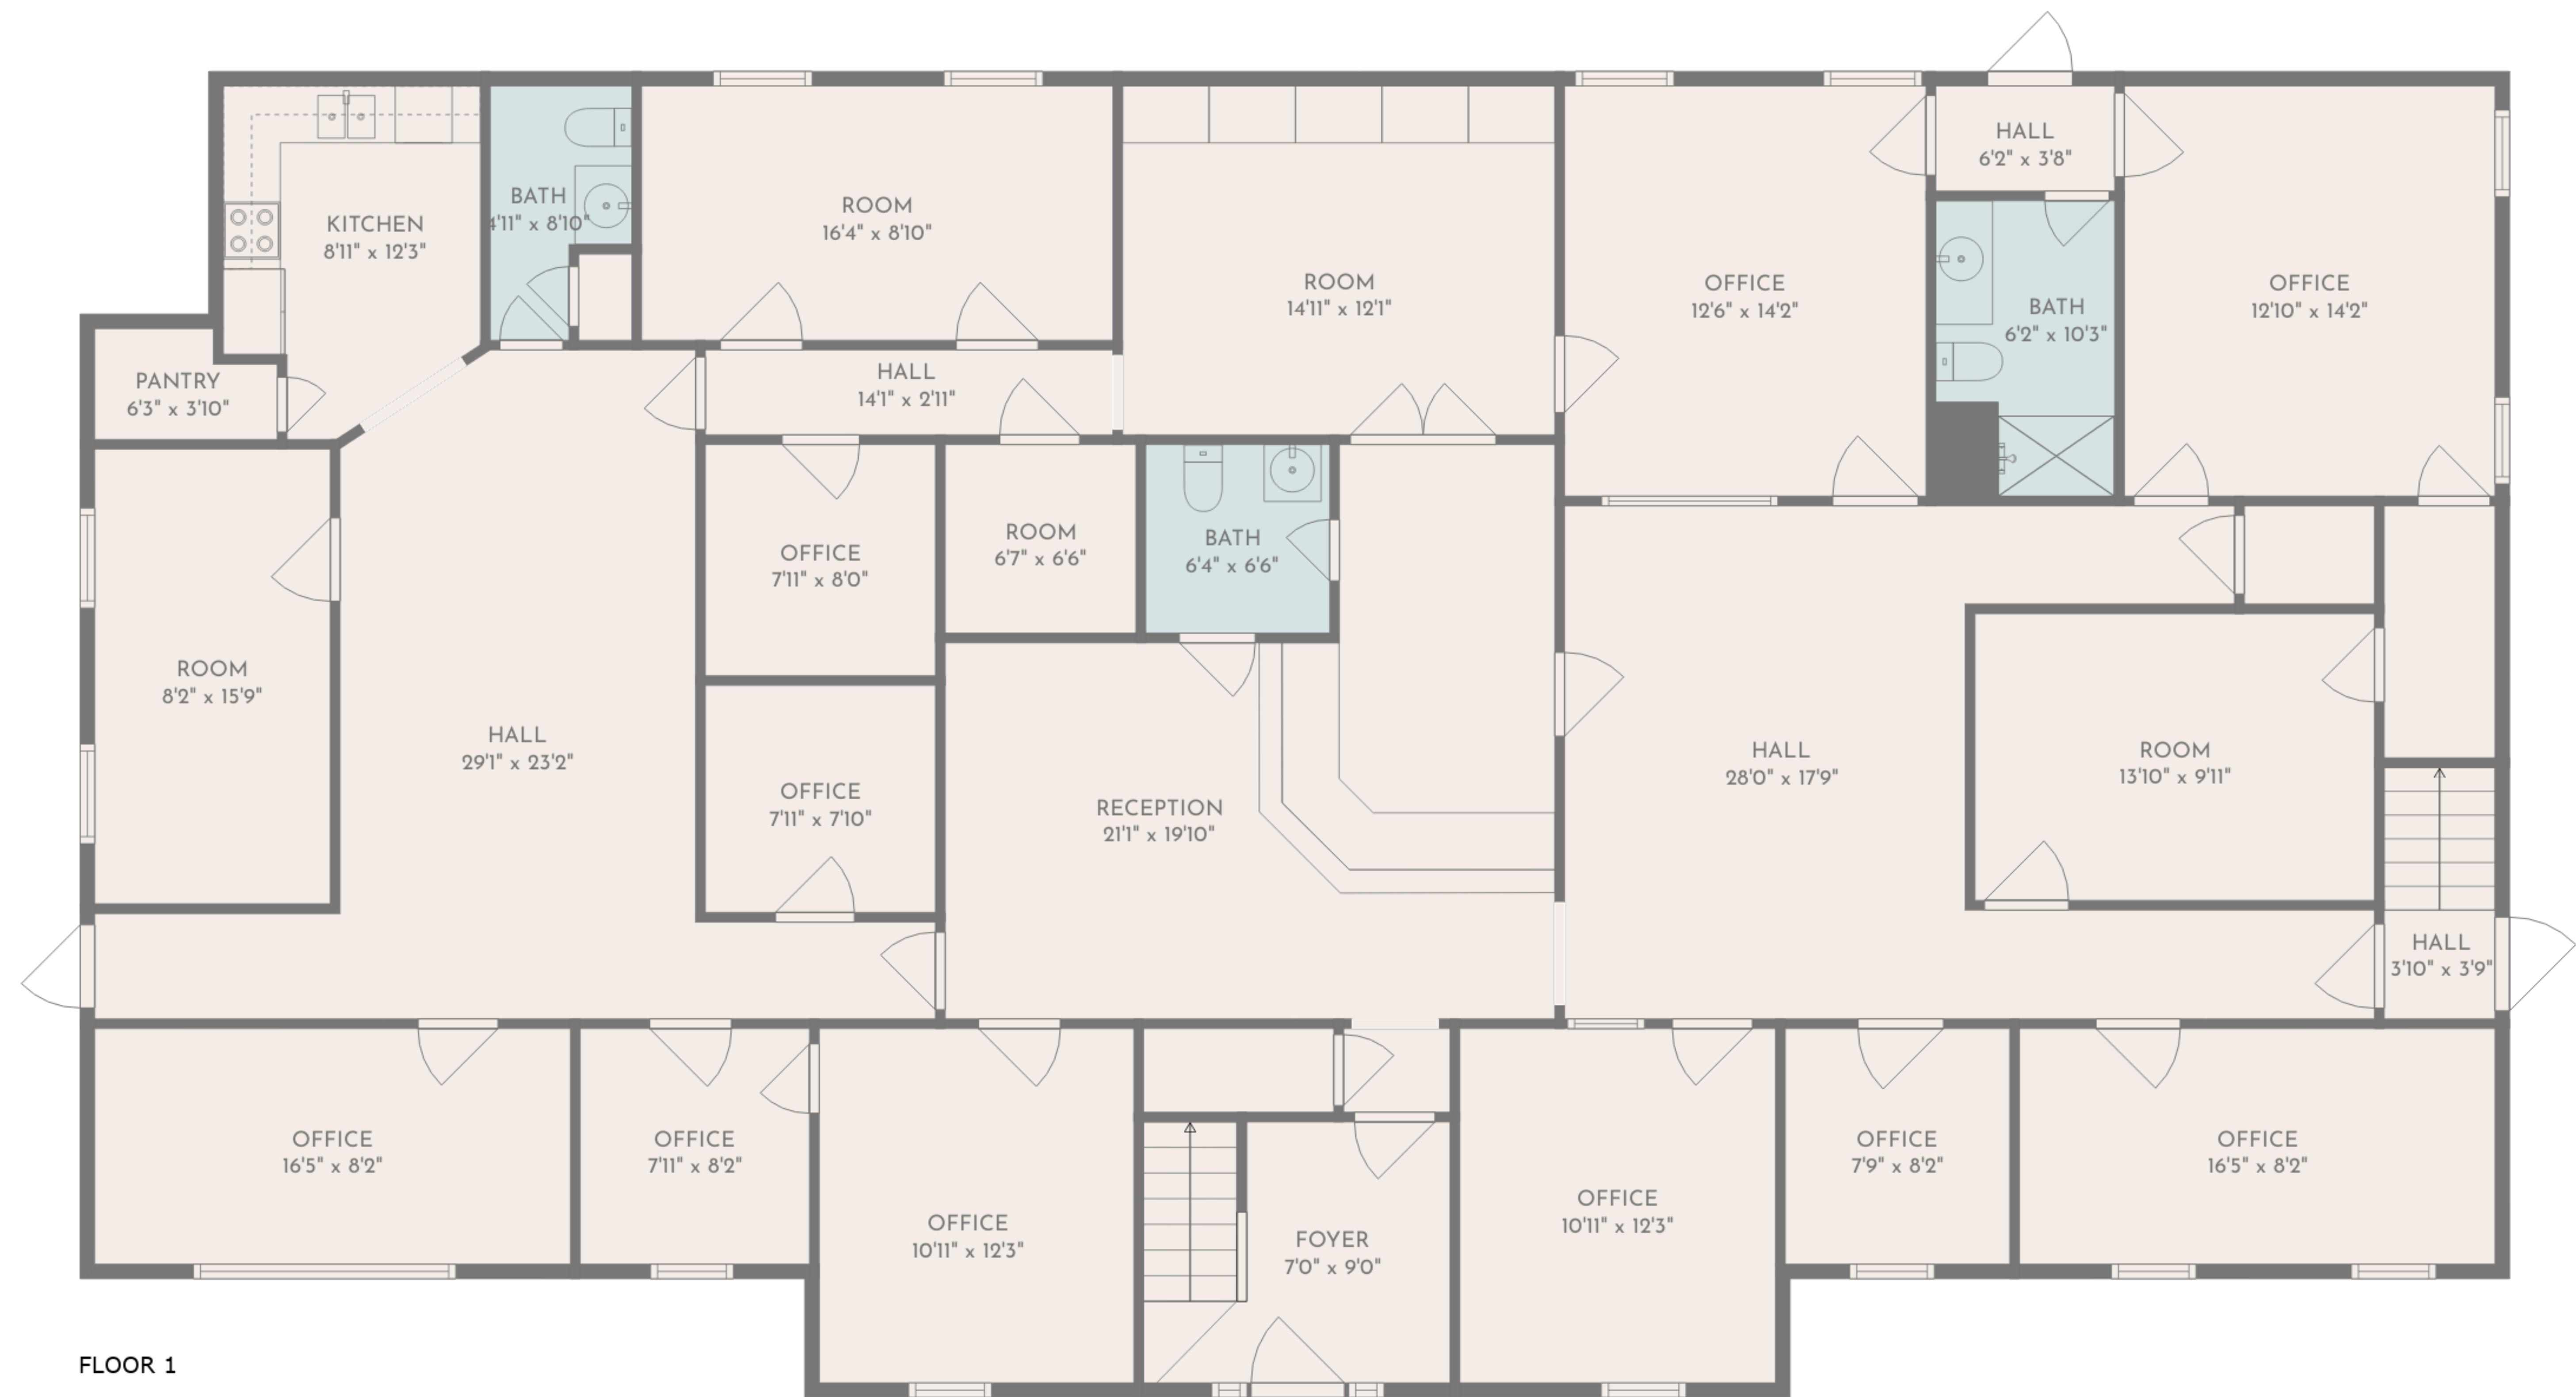 HALL
6'2" x 3'8"
BATH
4'11" x 8'10"
KITCHEN
8'11" x 12'3"
ROOM
16'4" x 8'10"
ROOM
14'11" x 12'1"
OFFICE
12'6" x 14'2"
BATH
6'2" x 10'3"
OFFICE
12'10" x 14'2"
PANTRY
6'3" x 3'10"
HALL
14'1" x 2'11"
OFFICE
7'11" x 8'0"
ROOM
6'7" x 6'6"
BATH
6'4" x 6'6"
ROOM
8'2" x 15'9"
HALL
29'1" x 23'2"
OFFICE
7'11" x 7'10"
RECEPTION
21'1" x 19'10"
HALL
28'0" x 17'9"
ROOM
13'10" x 9'11"
HALL
3'10" x 3'9"
OFFICE
16'5" x 8'2"
OFFICE
7'11" x 8'2"
OFFICE
10'11" x 12'3"
FOYER
7'0" x 9'0"
OFFICE
10'11" x 12'3"
OFFICE
7'9" x 8'2"
OFFICE
16'5" x 8'2"
FLOOR 1